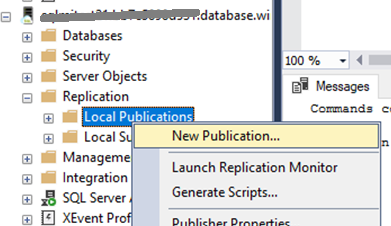 .database.wi
Databases
Security
Server Objects
Replication
Local Publications
Local Su
Manageme
Integration
SQL Server A
XEvent Prof
New Publication...
Launch Replication Monitor
Generate Scripts...
Publisher Properties
100 %
Messages
Commands co
n